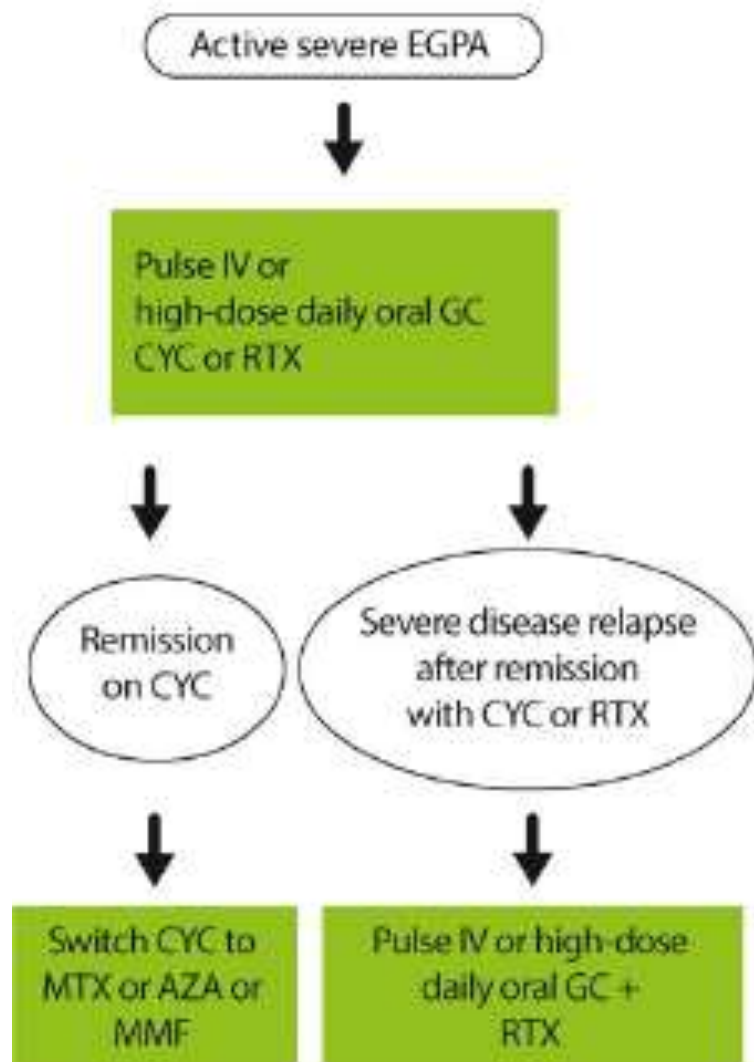 Active severe EGPA
Pulse IV or
high-dose daily oral GC
CYC or RTX
Remission
on CYC
Severe disease relapse
after remission
with CYC or RTX
Switch CYC to
MTX or AZA or
MMF
Pulse IV or high-dose
daily oral GC +
RTX